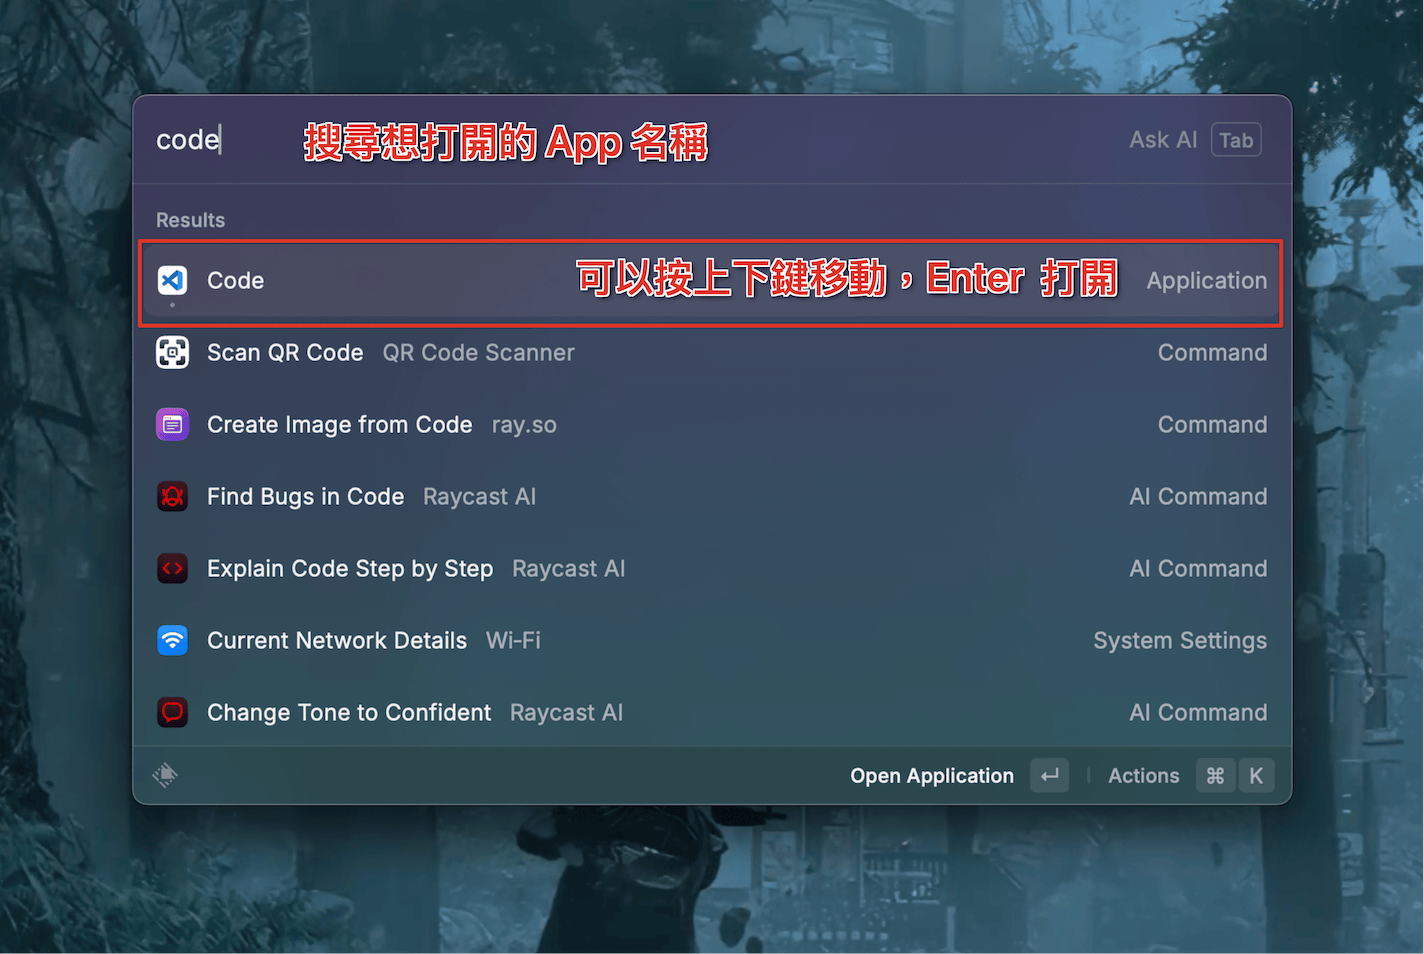 code 搜尋想打開的 App 名稱 Ask AI Tab
Results
Code 可以按上下鍵移動，Enter 打開 Application
Scan QR Code QR Code Scanner Command
Create Image from Code ray.so Command
Find Bugs in Code Raycast AI AI Command
Explain Code Step by Step Raycast AI AI Command
Current Network Details Wi-Fi System Settings
Change Tone to Confident Raycast AI AI Command
Open Application ↵ Actions ⌘ K